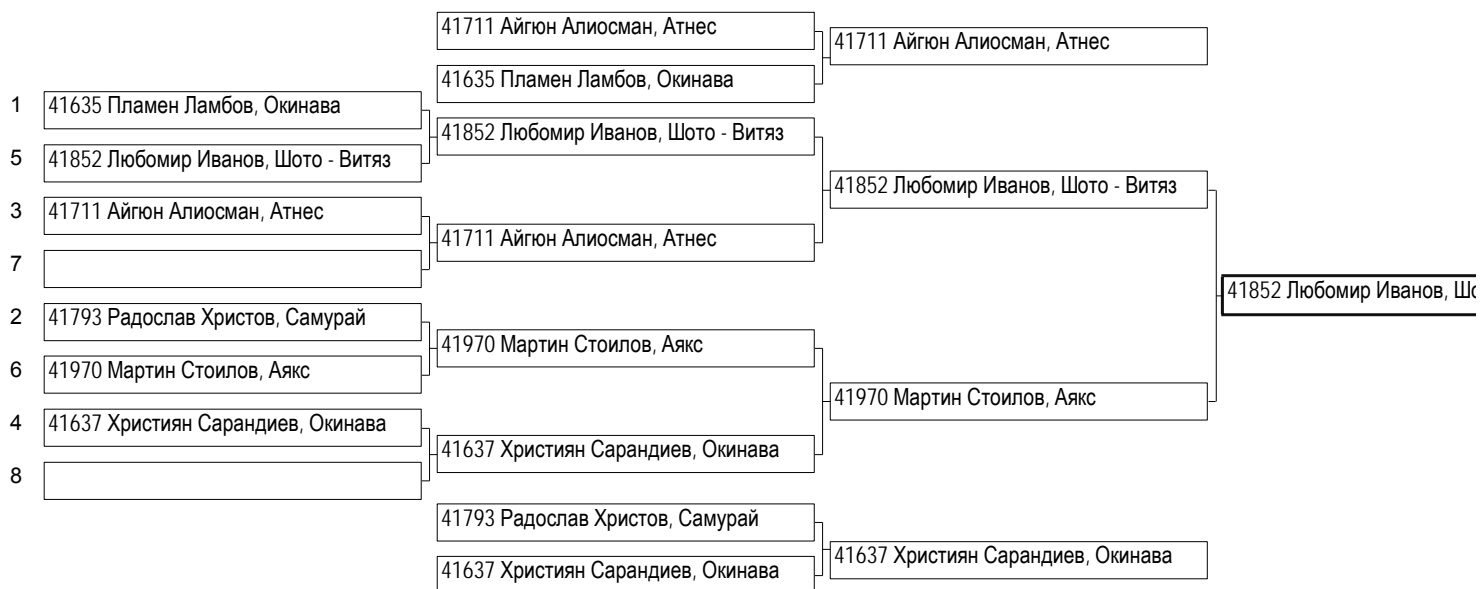 41711 Айгюн Алиосман, Атнес
41711 Айгюн Алиосман, Атнес
41635 Пламен Ламбов, Окинава
1 41635 Пламен Ламбов, Окинава
41852 Любомир Иванов, Шото - Витяз
5 41852 Любомир Иванов, Шото - Витяз
41852 Любомир Иванов, Шото - Витяз
3 41711 Айгюн Алиосман, Атнес
41711 Айгюн Алиосман, Атнес
7
41852 Любомир Иванов, Шо
2 41793 Радослав Христов, Самурай
41970 Мартин Стоилов, Аякс
6 41970 Мартин Стоилов, Аякс
41970 Мартин Стоилов, Аякс
4 41637 Християн Сарандиев, Окинава
41637 Християн Сарандиев, Окинава
8
41793 Радослав Христов, Самурай
41637 Християн Сарандиев, Окинава
41637 Християн Сарандиев, Окинава